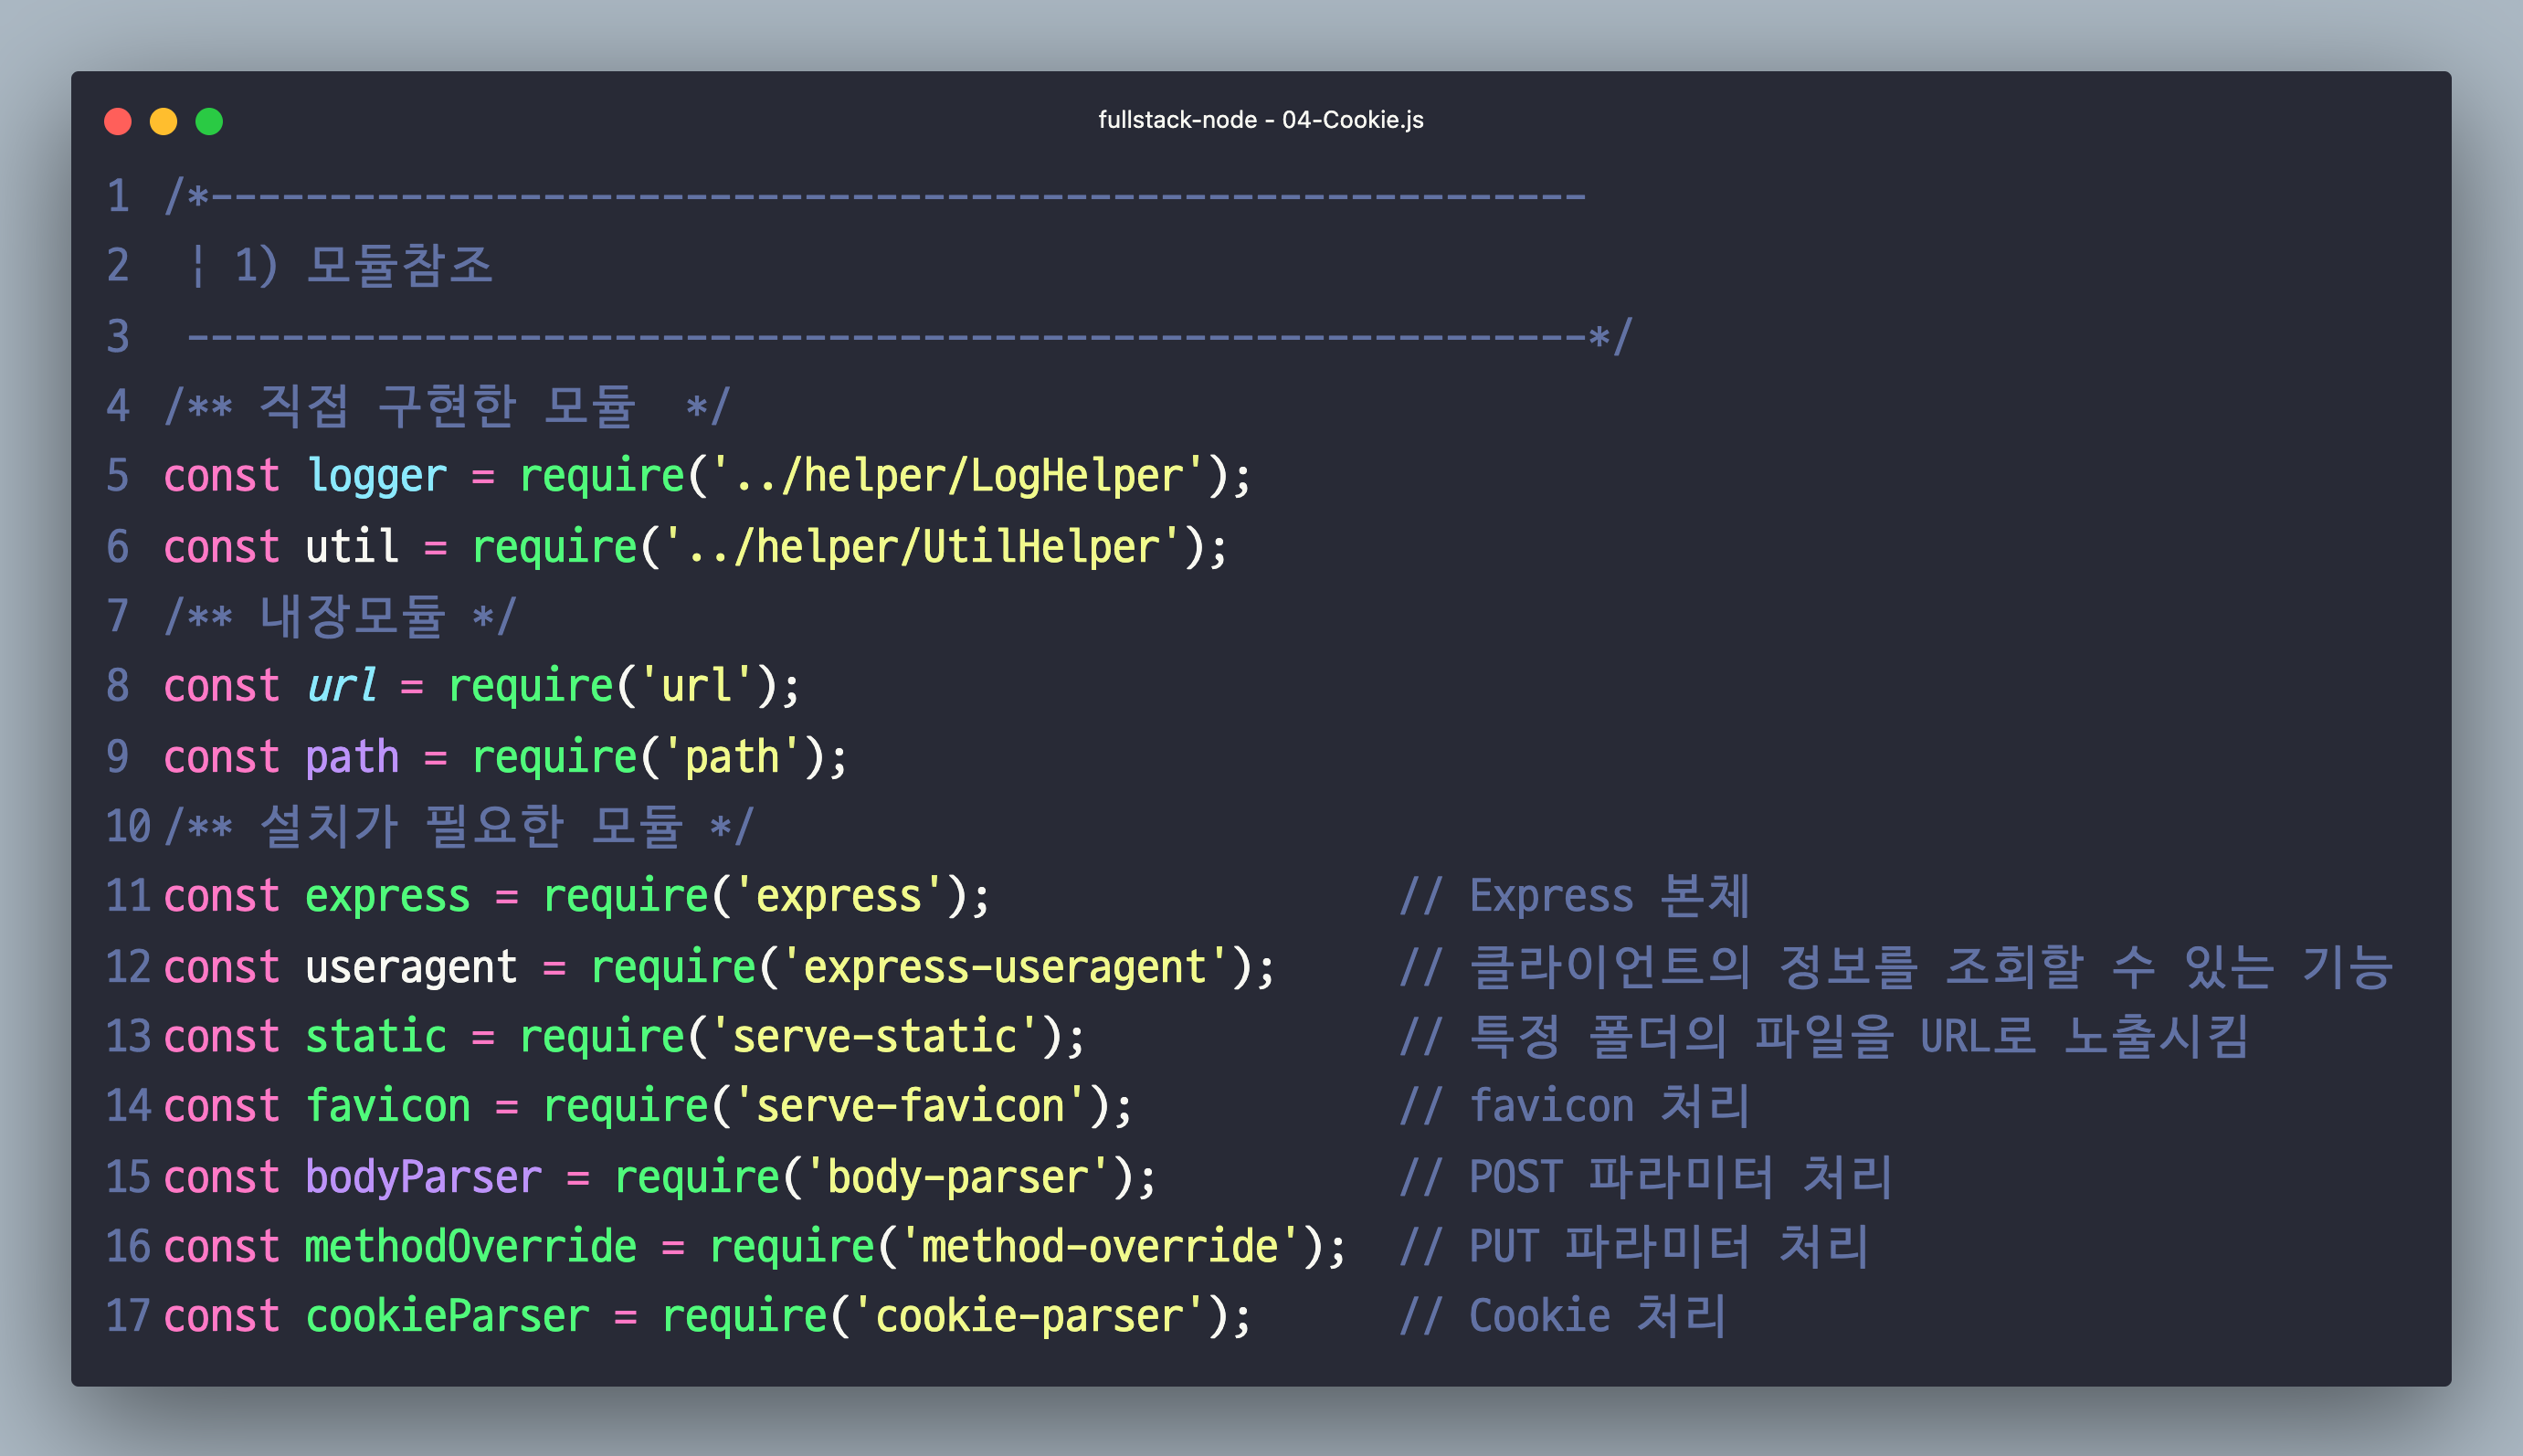 fullstack-node - 04-Cookie.js
1 /*----------------------------------------------------------
2  | 1) 모듈참조
3  -----------------------------------------------------------*/
4 /** 직접 구현한 모듈  */
5 const logger = require('../helper/LogHelper');
6 const util = require('../helper/UtilHelper');
7 /** 내장모듈 */
8 const url = require('url');
9 const path = require('path');
10 /** 설치가 필요한 모듈 */
11 const express = require('express');                 // Express 본체
12 const useragent = require('express-useragent');     // 클라이언트의 정보를 조회할 수 있는 기능
13 const static = require('serve-static');             // 특정 폴더의 파일을 URL로 노출시킴
14 const favicon = require('serve-favicon');           // favicon 처리
15 const bodyParser = require('body-parser');          // POST 파라미터 처리
16 const methodOverride = require('method-override');  // PUT 파라미터 처리
17 const cookieParser = require('cookie-parser');      // Cookie 처리